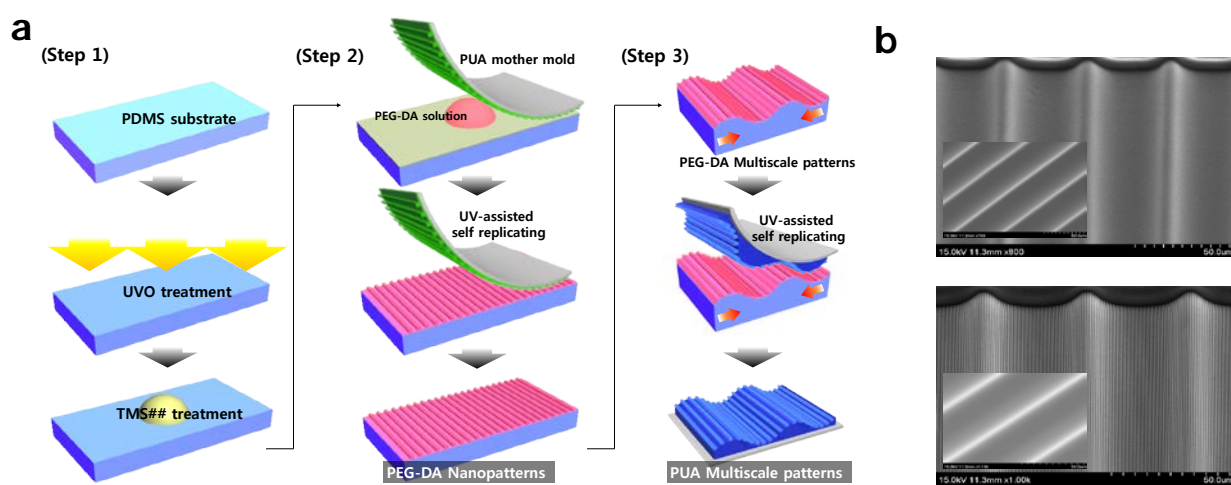 a
(Step 1)
PDMS substrate
UVO treatment
TMS## treatment
(Step 2)
PUA mother mold
PEG-DA solution
UV-assisted
self replicating
PEG-DA Nanopatterns
(Step 3)
PEG-DA Multiscale patterns
UV-assisted
self replicating
PUA Multiscale patterns
b
15.0kV 11.3mm x800
50.0um
15.0kV 11.3mm x1.00k
50.0um